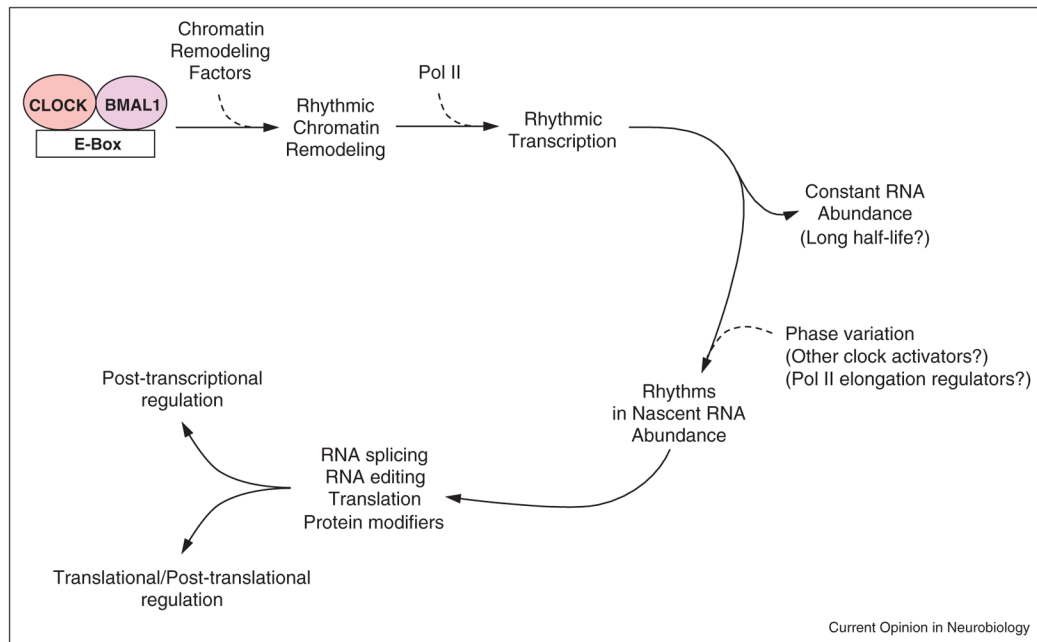 Chromatin
Remodeling
Factors
CLOCK
BMAL1
E-Box
Rhythmic
Chromatin
Remodeling
Pol II
Rhythmic
Transcription
Constant RNA
Abundance
(Long half-life?)
Phase variation
(Other clock activators?)
(Pol II elongation regulators?)
Rhythms
in Nascent RNA
Abundance
RNA splicing
RNA editing
Translation
Protein modifiers
Post-transcriptional
regulation
Translational/Post-translational
regulation
Current Opinion in Neurobiology